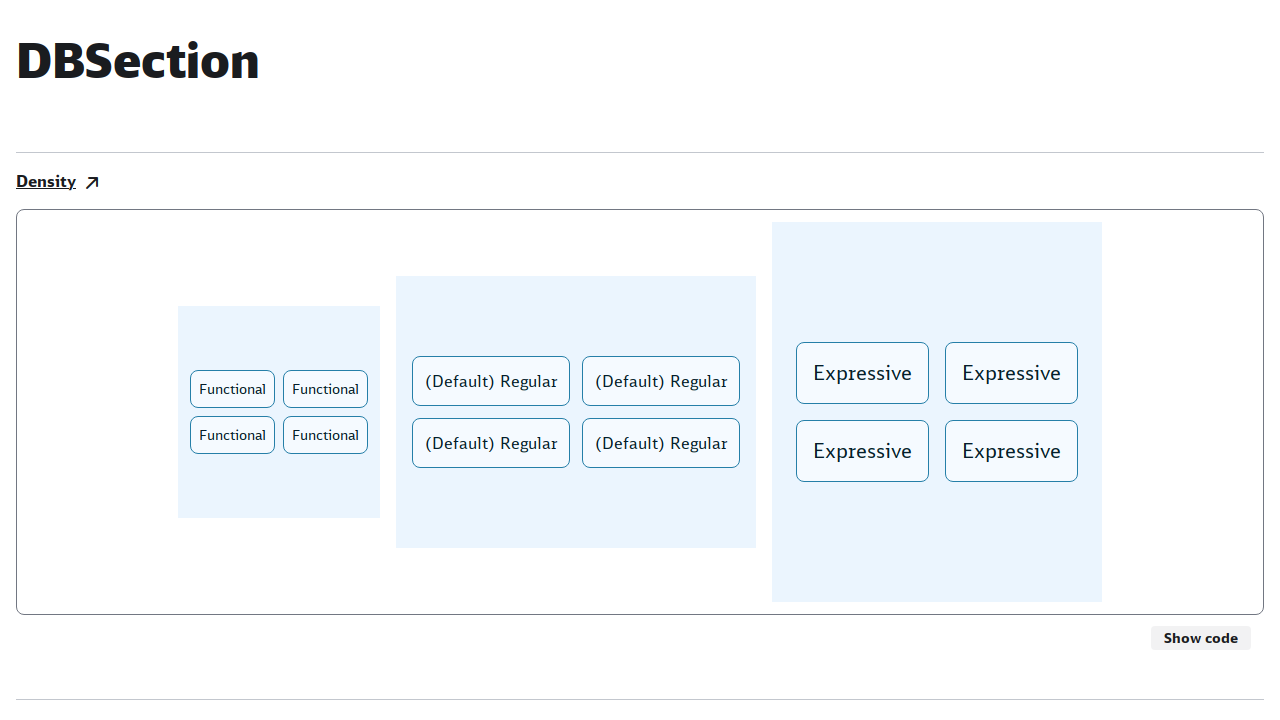 DBSection
Density
Functional Functional
Functional Functional
(Default) Regular (Default) Regular
(Default) Regular (Default) Regular
Expressive Expressive
Expressive Expressive
Show code